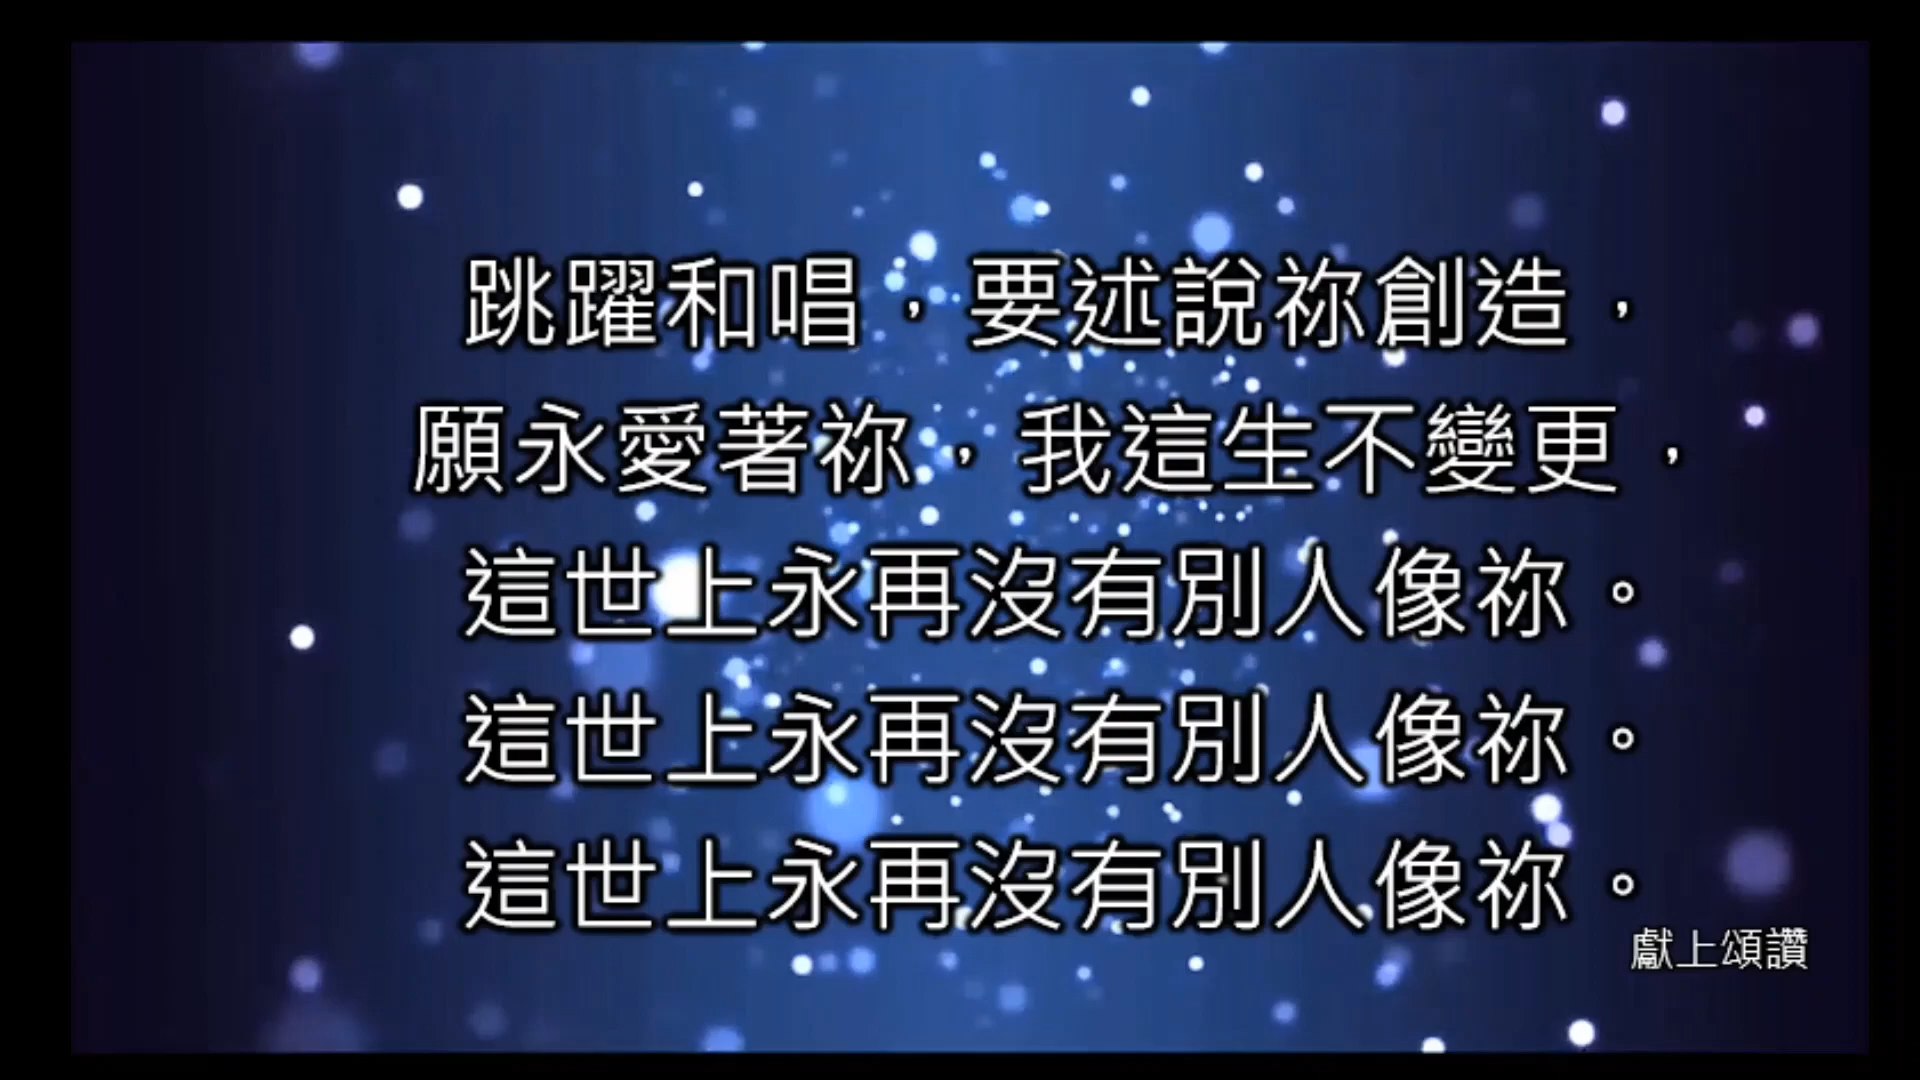 跳躍和唱，要述說祢創造，
願永愛著祢，我這生不變更，
這世上永再沒有別人像祢。
這世上永再沒有別人像祢。
這世上永再沒有別人像祢。
獻上頌讚